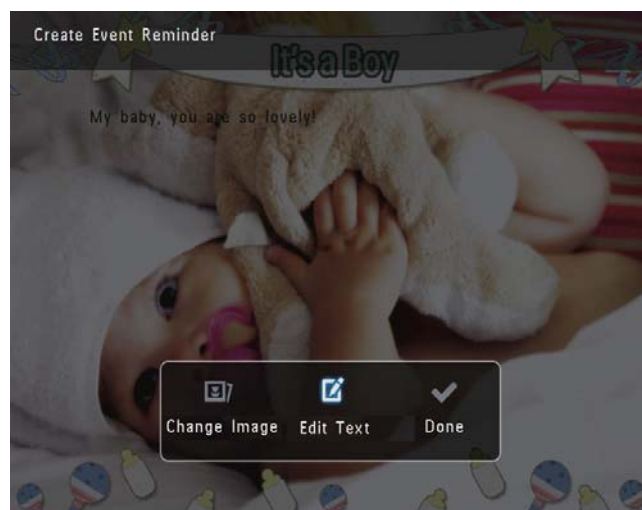 Create Event Reminder
It's a Boy
My baby, you are so lovely!
Change Image Edit Text Done